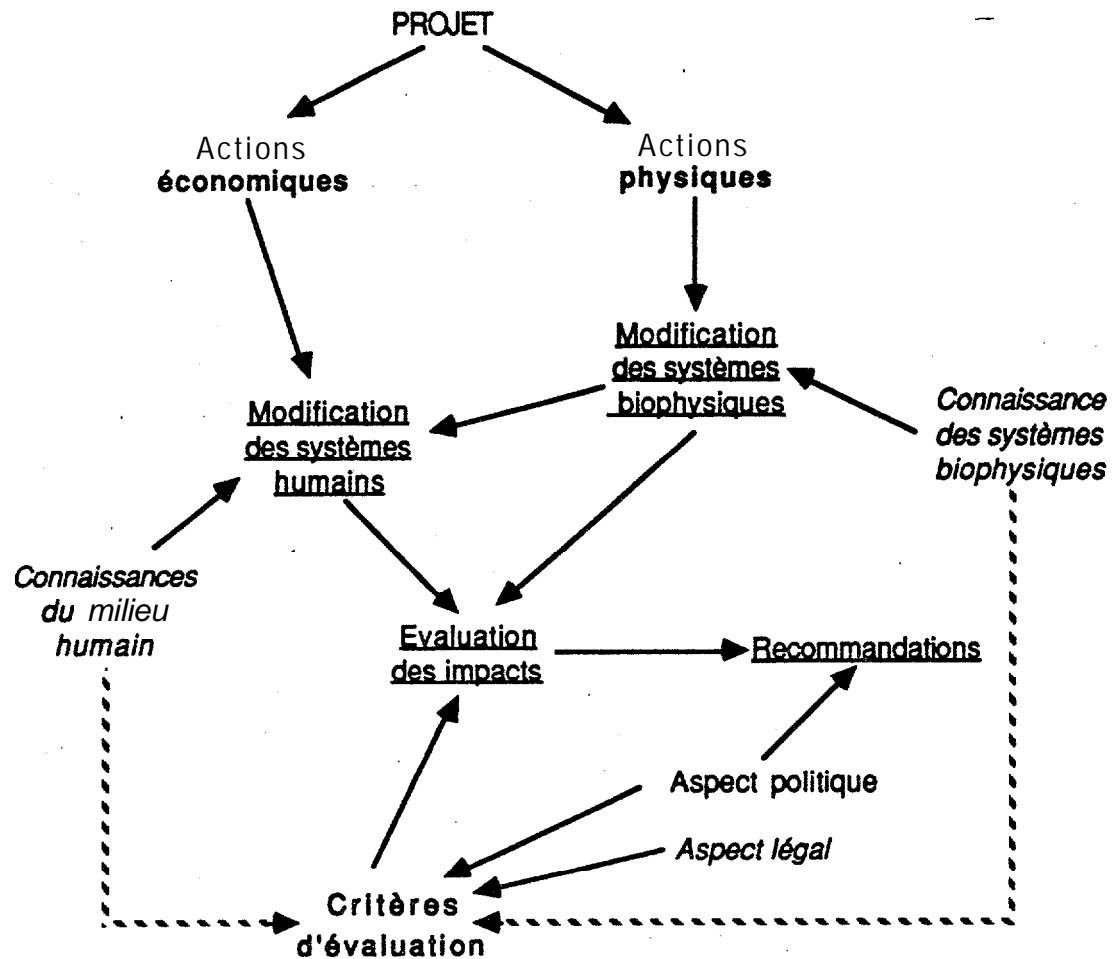 PROJET
Actions
économiques
Actions
physiques
Modification
des systèmes
biophysiques
Connaissance
des systèmes
biophysiques
Modification
des systèmes
humains
Connaissances
du milieu
humain
Evaluation
des impacts
Recommandations
Aspect politique
Aspect légal
Critères
d'évaluation